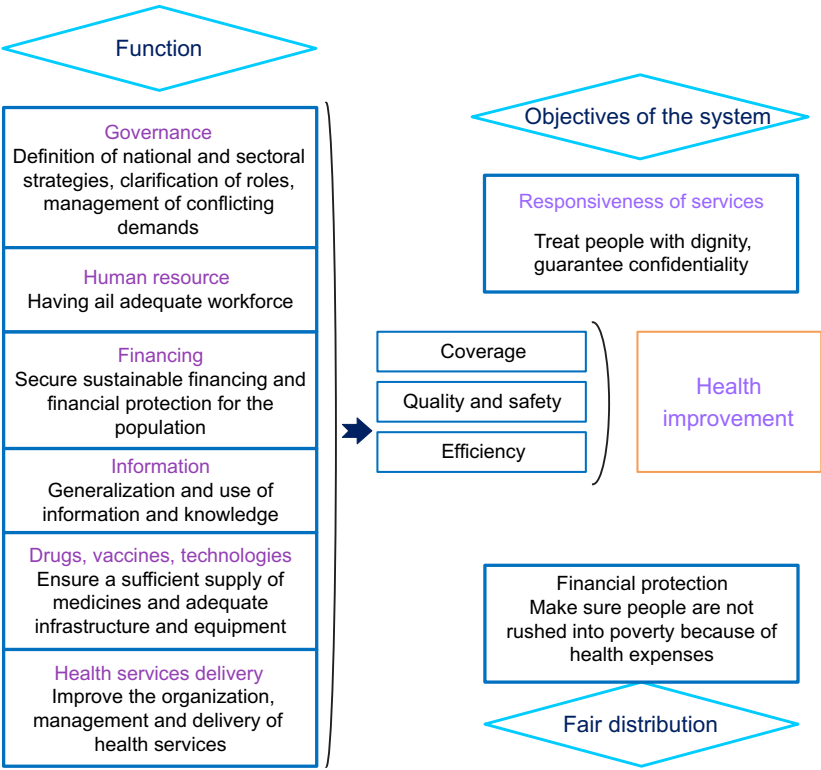 Function
Governance
Definition of national and sectoral
strategies, clarification of roles,
management of conflicting
demands
Human resource
Having ail adequate workforce
Financing
Secure sustainable financing and
financial protection for the
population
Information
Generalization and use of
information and knowledge
Drugs, vaccines, technologies
Ensure a sufficient supply of
medicines and adequate
infrastructure and equipment
Health services delivery
Improve the organization,
management and delivery of
health services
Coverage
Quality and safety
Efficiency
Objectives of the system
Responsiveness of services
Treat people with dignity,
guarantee confidentiality
Health
improvement
Financial protection
Make sure people are not
rushed into poverty because of
health expenses
Fair distribution